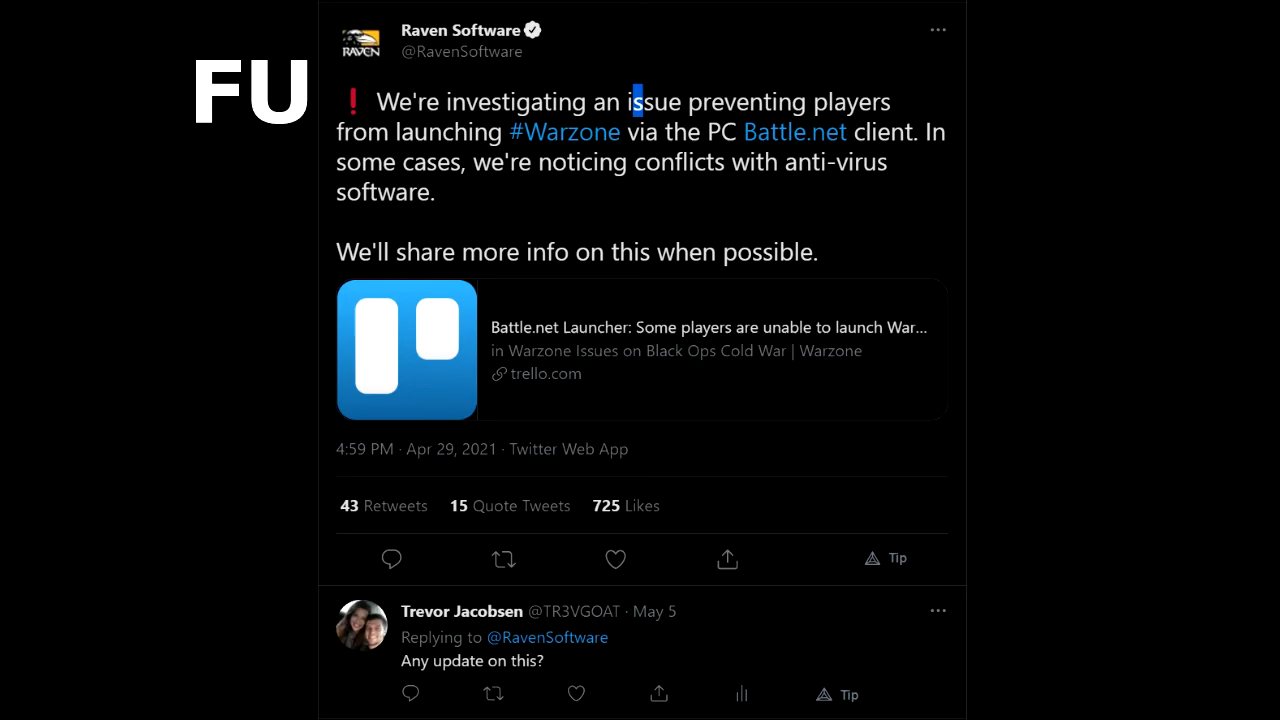 Raven Software
@RavenSoftware
RAVEN
FU
❗ We're investigating an issue preventing players
from launching #Warzone via the PC Battle.net client. In
some cases, we're noticing conflicts with anti-virus
software.
We'll share more info on this when possible.
Battle.net Launcher: Some players are unable to launch War...
in Warzone Issues on Black Ops Cold War | Warzone
trello.com
4:59 PM · Apr 29, 2021 · Twitter Web App
43 Retweets 15 Quote Tweets 725 Likes
Tip
Trevor Jacobsen @TR3VGOAT · May 5
Replying to @RavenSoftware
Any update on this?
Tip